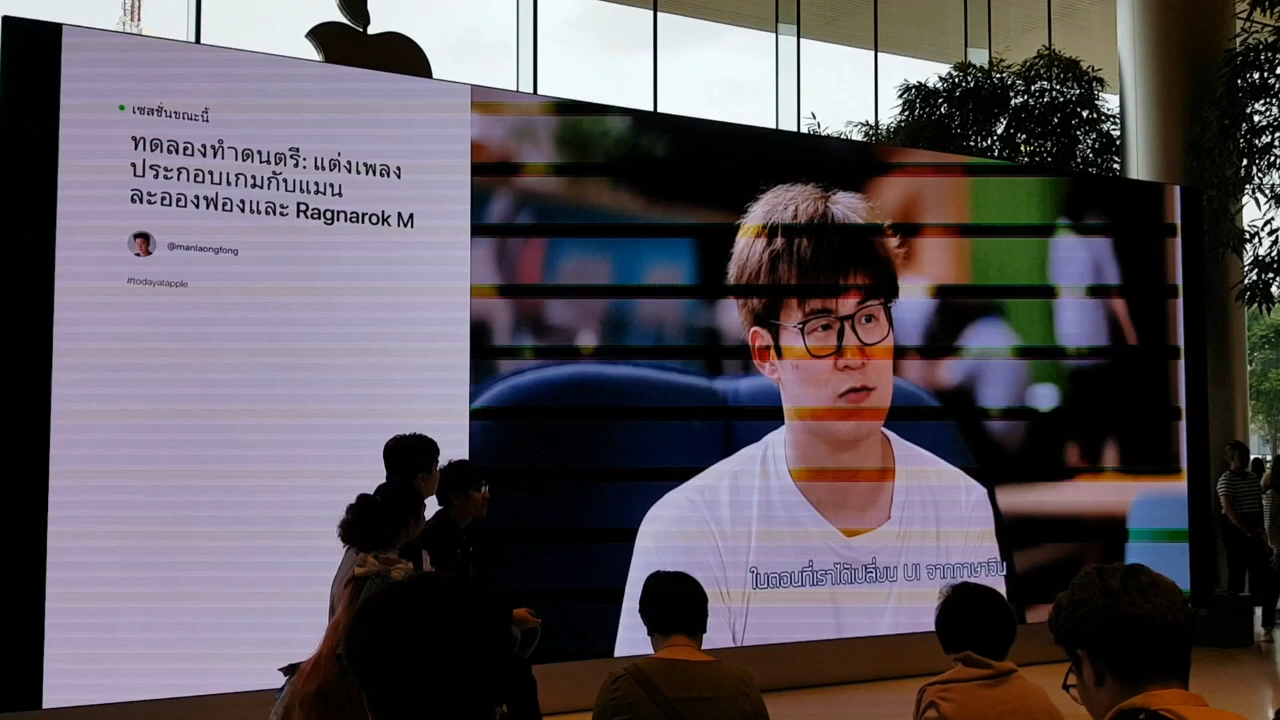 เซสชั่นขณะนี้
ทดลองทำดนตรี: แต่งเพลง
ประกอบเกมกับแมน
ละอองฟองและ Ragnarok M
@manlaongfong
#todayatapple
ในตอนที่เราได้เปลี่ยน UI จากภาษาจีน